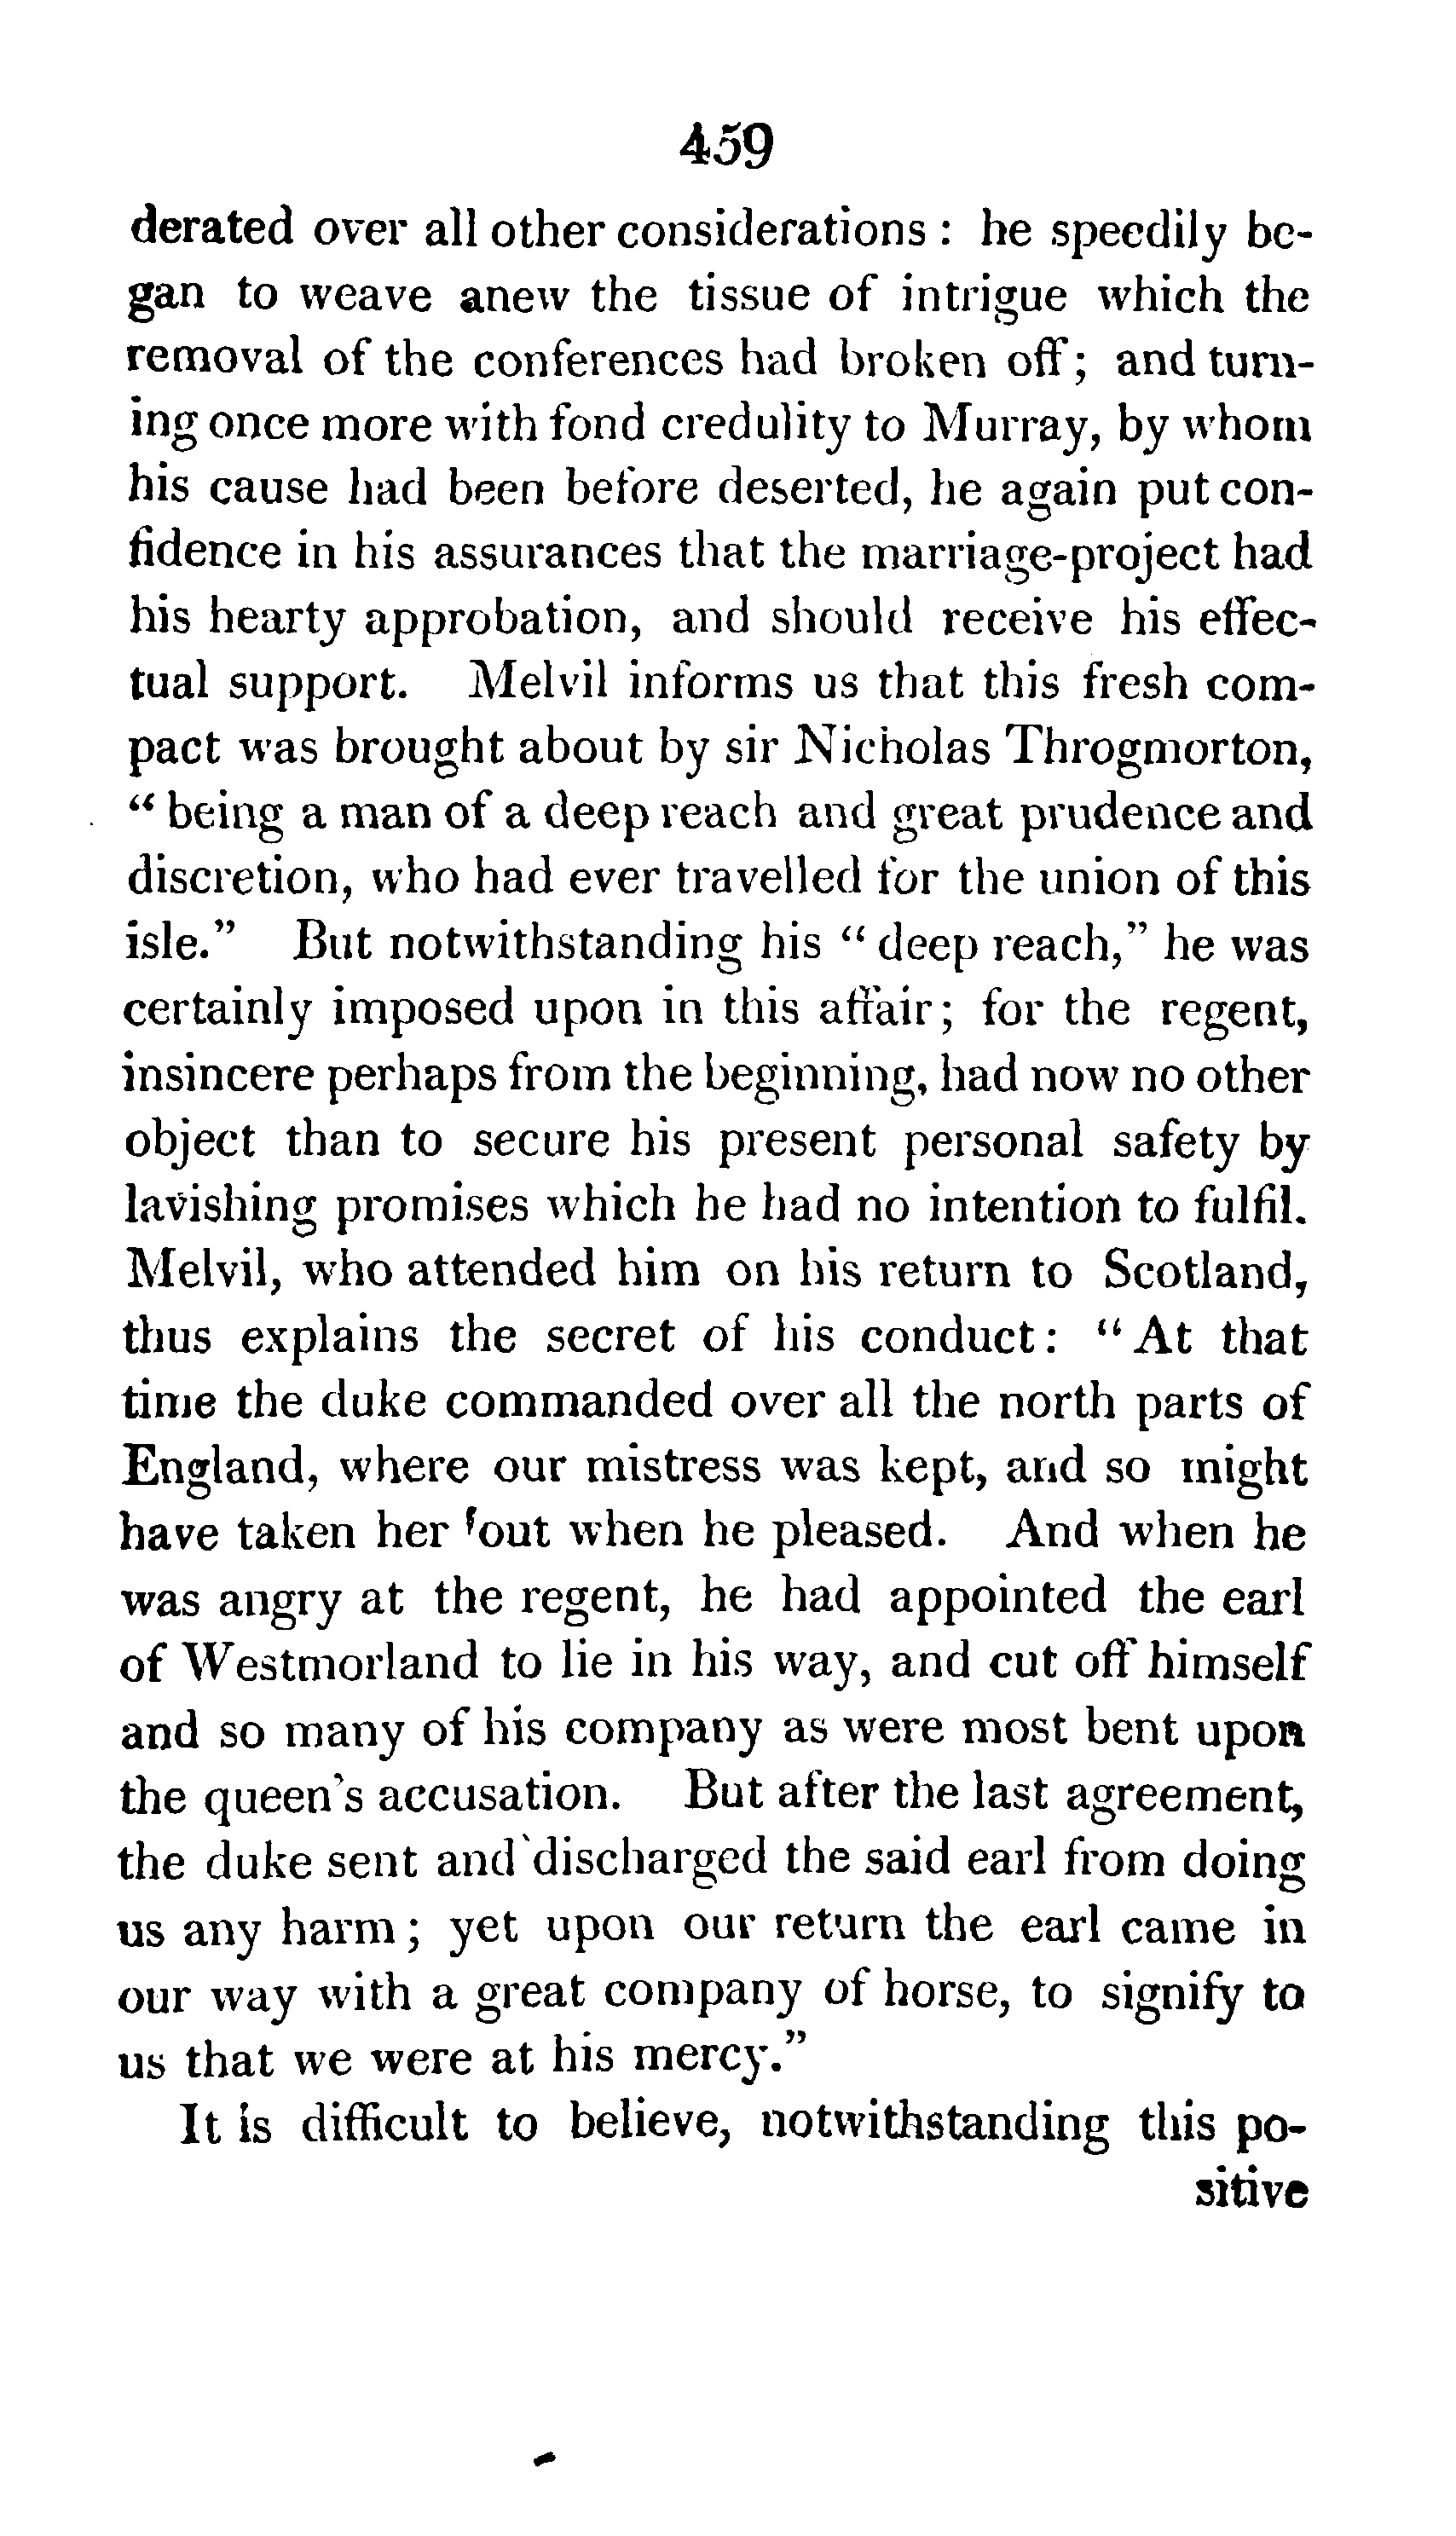 459
derated over all other considerations : he speedily be-
gan to weave anew the tissue of intrigue which the
removal of the conferences had broken off; and turn-
ing once more with fond credulity to Murray, by whom
his cause had been before deserted, he again put con-
fidence in his assurances that the marriage-project had
his hearty approbation, and should receive his effec-
tual support. Melvil informs us that this fresh com-
pact was brought about by sir Nicholas Throgmorton,
“ being a man of a deep reach and great prudence and
discretion, who had ever travelled for the union of this
isle.” But notwithstanding his “ deep reach,” he was
certainly imposed upon in this affair; for the regent,
insincere perhaps from the beginning, had now no other
object than to secure his present personal safety by
lavishing promises which he had no intention to fulfil.
Melvil, who attended him on his return to Scotland,
thus explains the secret of his conduct: “ At that
time the duke commanded over all the north parts of
England, where our mistress was kept, and so might
have taken her out when he pleased. And when he
was angry at the regent, he had appointed the earl
of Westmorland to lie in his way, and cut off himself
and so many of his company as were most bent upon
the queen's accusation. But after the last agreement,
the duke sent and discharged the said earl from doing
us any harm ; yet upon our return the earl came in
our way with a great company of horse, to signify to
us that we were at his mercy.”
It is difficult to believe, notwithstanding this po-
sitive